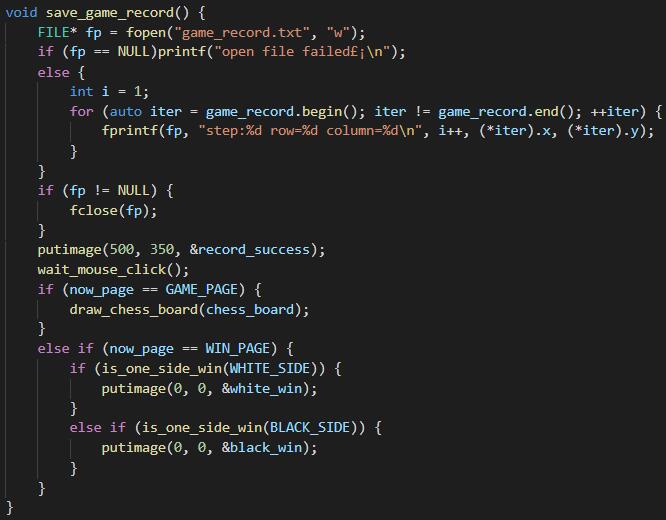 void save_game_record() {
    FILE* fp = fopen("game_record.txt", "w");
    if (fp == NULL)printf("open file failed£¡\n");
    else {
        int i = 1;
        for (auto iter = game_record.begin(); iter != game_record.end(); ++iter) {
            fprintf(fp, "step:%d row=%d column=%d\n", i++, (*iter).x, (*iter).y);
        }
    }
    if (fp != NULL) {
        fclose(fp);
    }
    putimage(500, 350, &record_success);
    wait_mouse_click();
    if (now_page == GAME_PAGE) {
        draw_chess_board(chess_board);
    }
    else if (now_page == WIN_PAGE) {
        if (is_one_side_win(WHITE_SIDE)) {
            putimage(0, 0, &white_win);
        }
        else if (is_one_side_win(BLACK_SIDE)) {
            putimage(0, 0, &black_win);
        }
    }
}